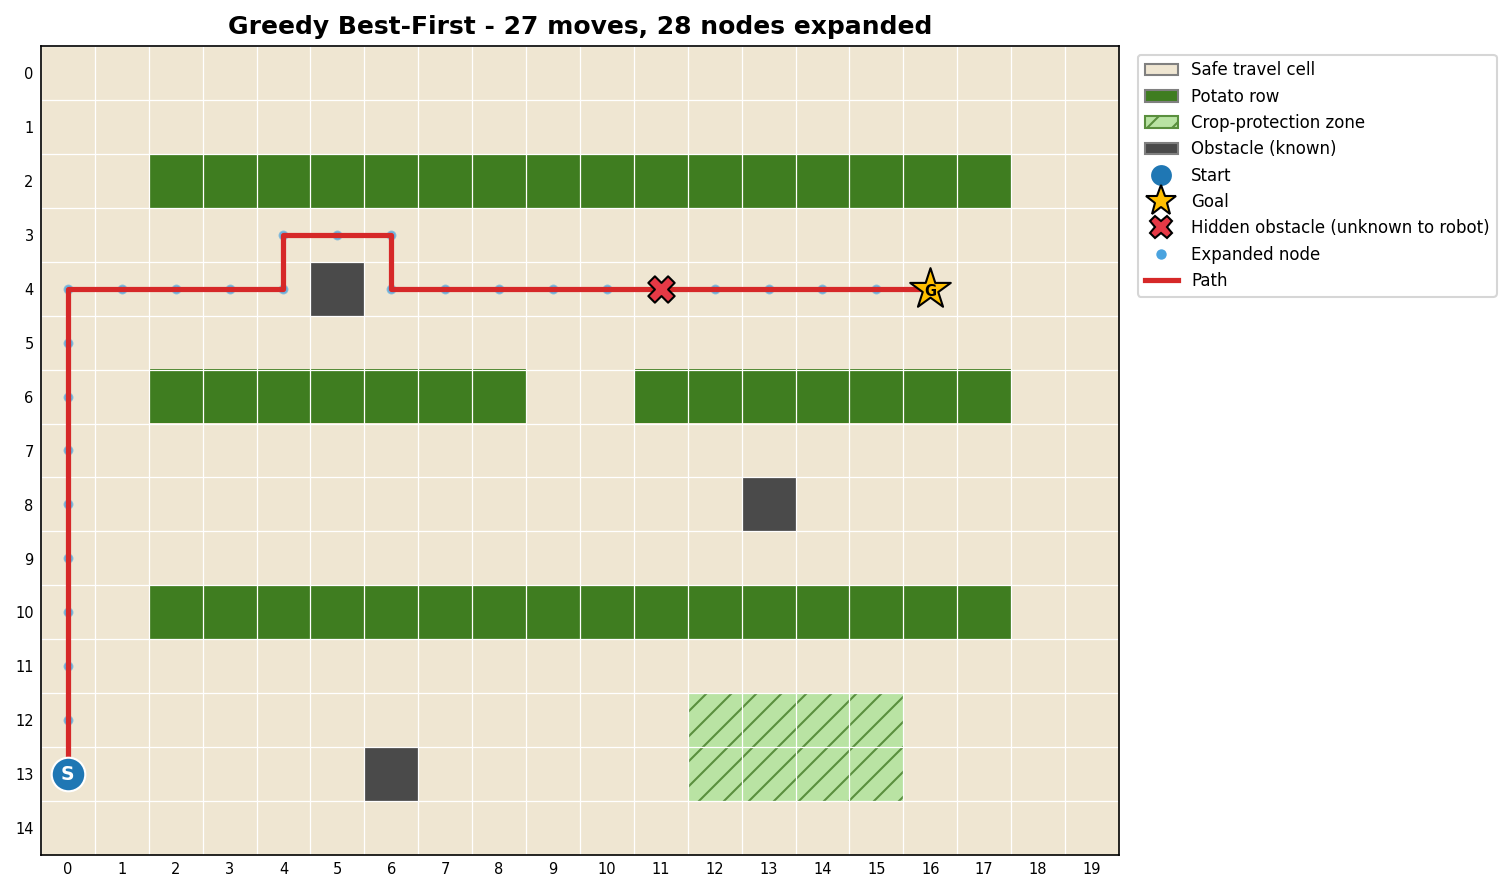 Greedy Best-First - 27 moves, 28 nodes expanded
Safe travel cell
Potato row
Crop-protection zone
Obstacle (known)
Start
Goal
Hidden obstacle (unknown to robot)
Expanded node
Path
0
1
2
3
4
G
5
6
7
8
9
10
11
12
13
S
14
0 1 2 3 4 5 6 7 8 9 10 11 12 13 14 15 16 17 18 19